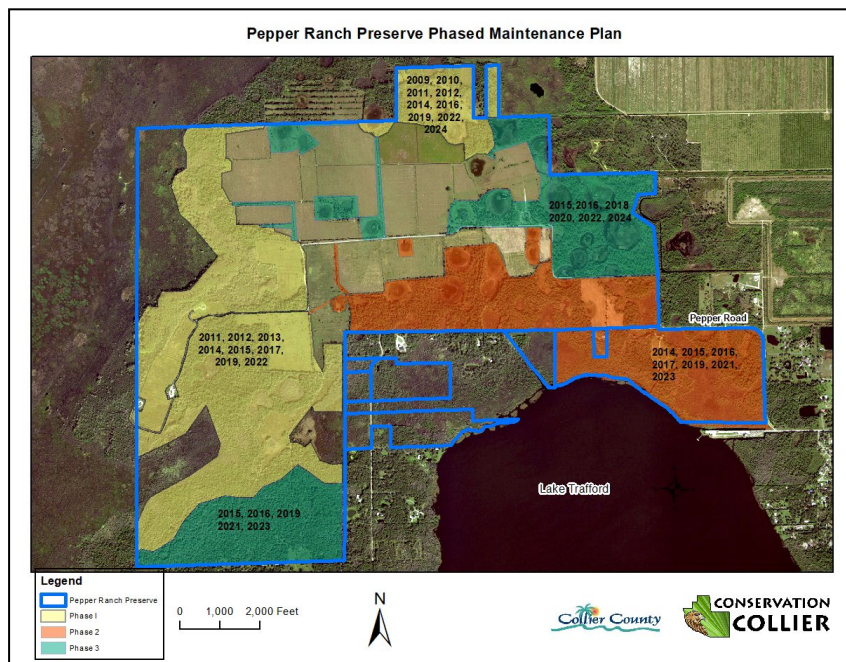 Pepper Ranch Preserve Phased Maintenance Plan
2009, 2010,
2011, 2012,
2014, 2016,
2019, 2022,
2024
2015,2016, 2018
2020, 2022, 2024
Pepper Road
2011, 2012, 2013,
2014, 2015, 2017,
2019, 2022
2014, 2015, 2016,
2017, 2019, 2021,
2023
Lake Trafford
2015, 2016, 2019
2021, 2023
Legend
Pepper Ranch Preserve
Phase I
Phase 2
Phase 3
0 1,000 2,000 Feet
N
Collier County
CONSERVATION
COLLIER